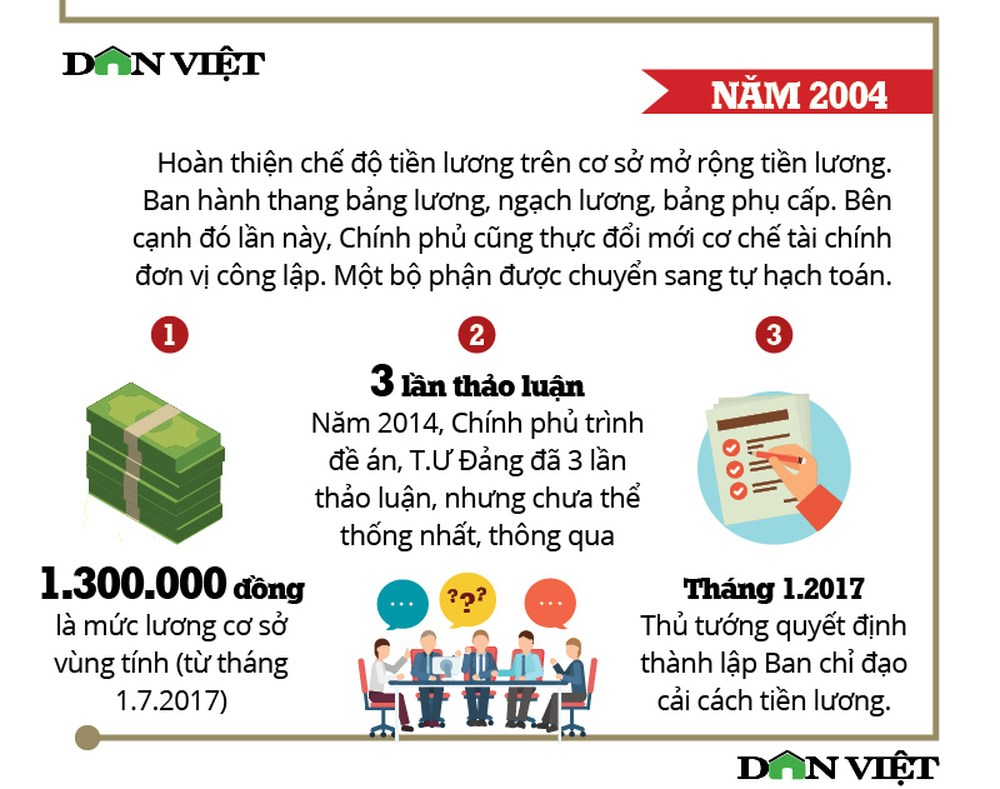 DÂN VIỆT
NĂM 2004
Hoàn thiện chế độ tiền lương trên cơ sở mở rộng tiền lương.
Ban hành thang bảng lương, ngạch lương, bảng phụ cấp. Bên
cạnh đó lần này, Chính phủ cũng thực đổi mới cơ chế tài chính
đơn vị công lập. Một bộ phận được chuyển sang tự hạch toán.
1
1.300.000 đồng
là mức lương cơ sở
vùng tính (từ tháng
1.7.2017)
2
3 lần thảo luận
Năm 2014, Chính phủ trình
đề án, T.Ư Đảng đã 3 lần
thảo luận, nhưng chưa thể
thống nhất, thông qua
...
???
...
3
Tháng 1.2017
Thủ tướng quyết định
thành lập Ban chỉ đạo
cải cách tiền lương.
DÂN VIỆT